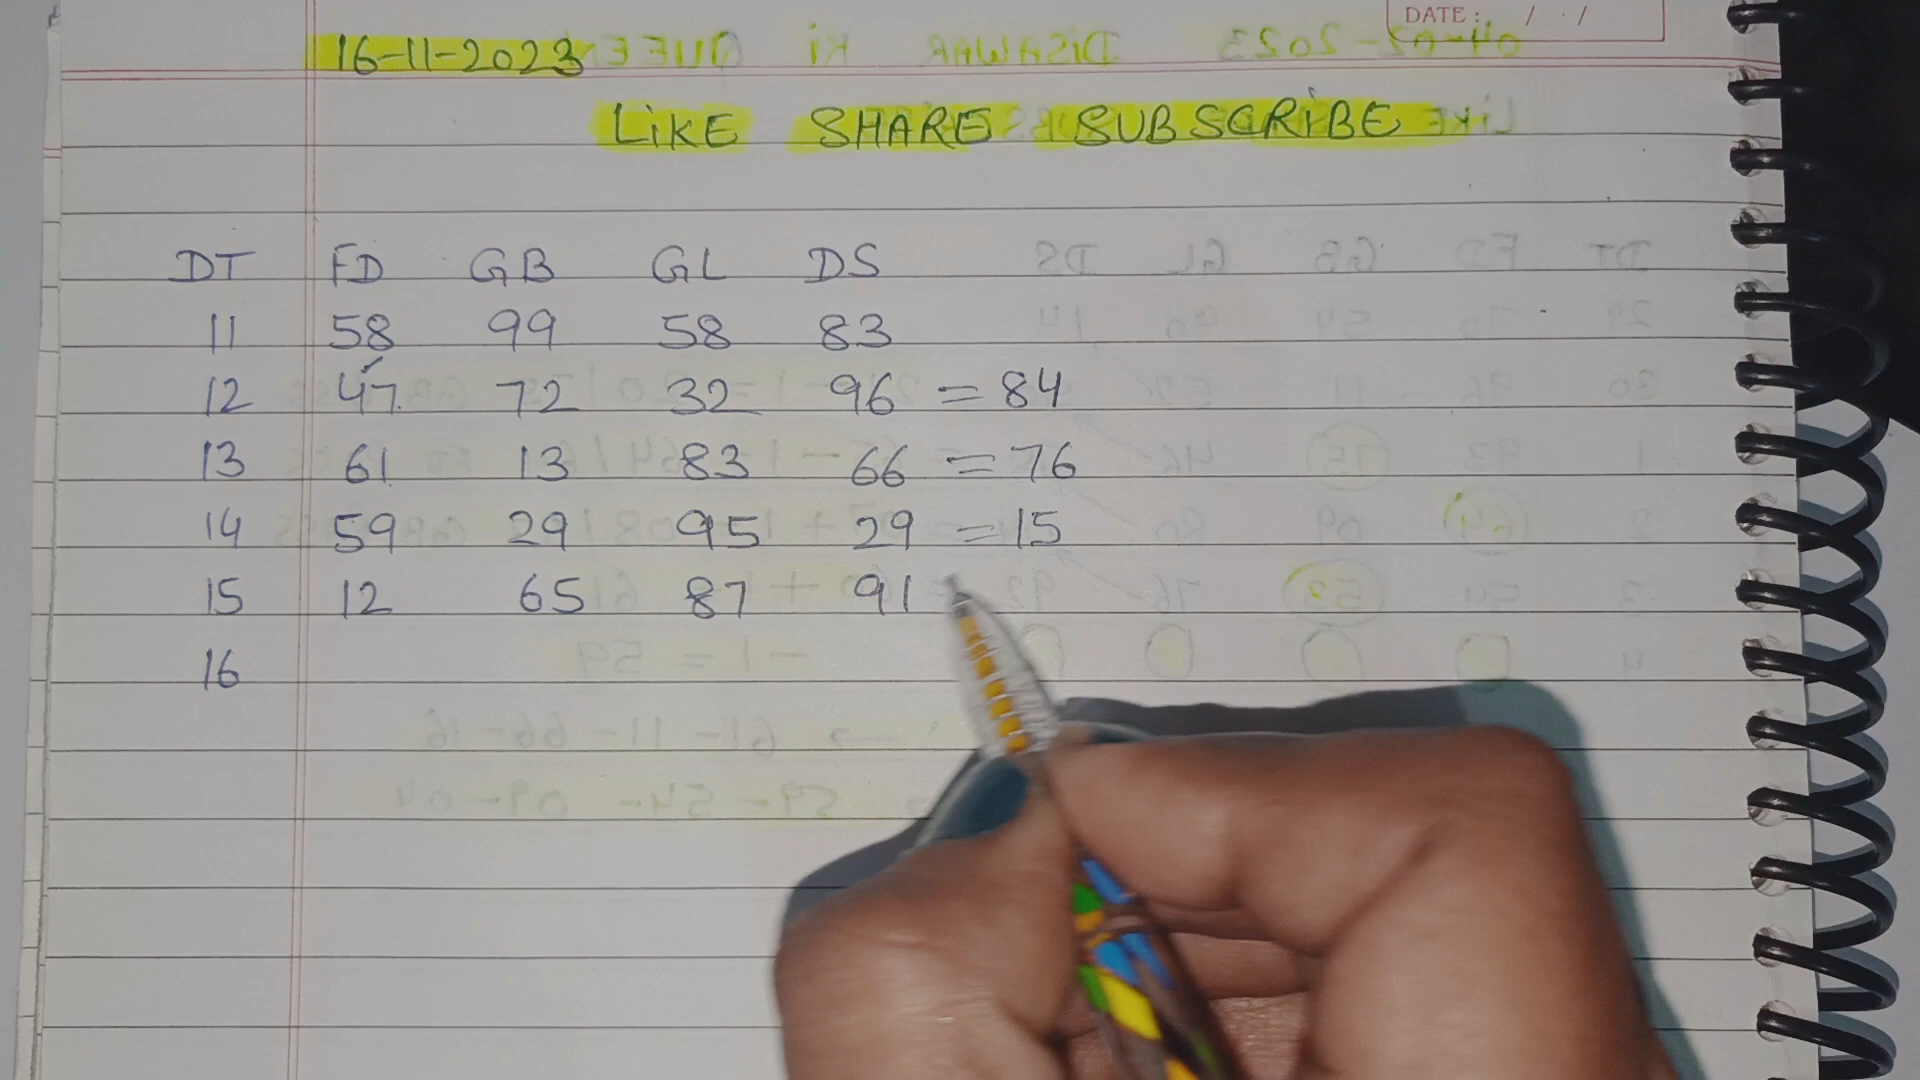 DATE: / /
16-11-2023
LiKE SHARE SUBSCRiBE
DT FD GB GL DS
11 58 99 58 83
12 47 72 32 96 = 84
13 61 13 83 66 = 76
14 59 29 95 29 = 15
15 12 65 87 91
16